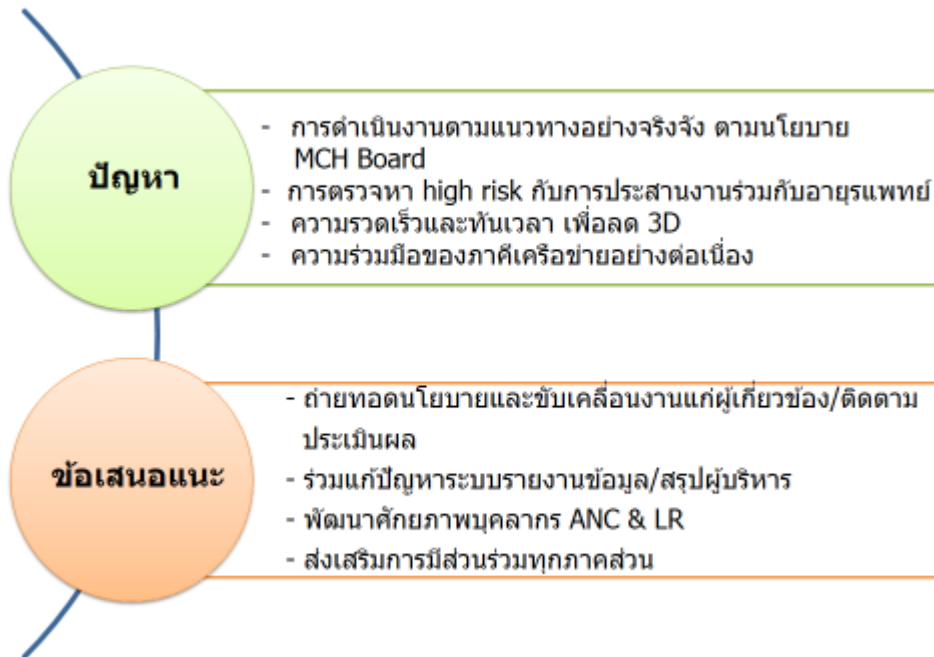 ปัญหา
- การดำเนินงานตามแนวทางอย่างจริงจัง ตามนโยบาย
MCH Board
- การตรวจหา high risk กับการประสานงานร่วมกับอายุรแพทย์
- ความรวดเร็วและทันเวลา เพื่อลด 3D
- ความร่วมมือของภาคีเครือข่ายอย่างต่อเนื่อง
ข้อเสนอแนะ
- ถ่ายทอดนโยบายและขับเคลื่อนงานแก่ผู้เกี่ยวข้อง/ติดตาม
ประเมินผล
- ร่วมแก้ปัญหาระบบรายงานข้อมูล/สรุปผู้บริหาร
- พัฒนาศักยภาพบุคลากร ANC & LR
- ส่งเสริมการมีส่วนร่วมทุกภาคส่วน